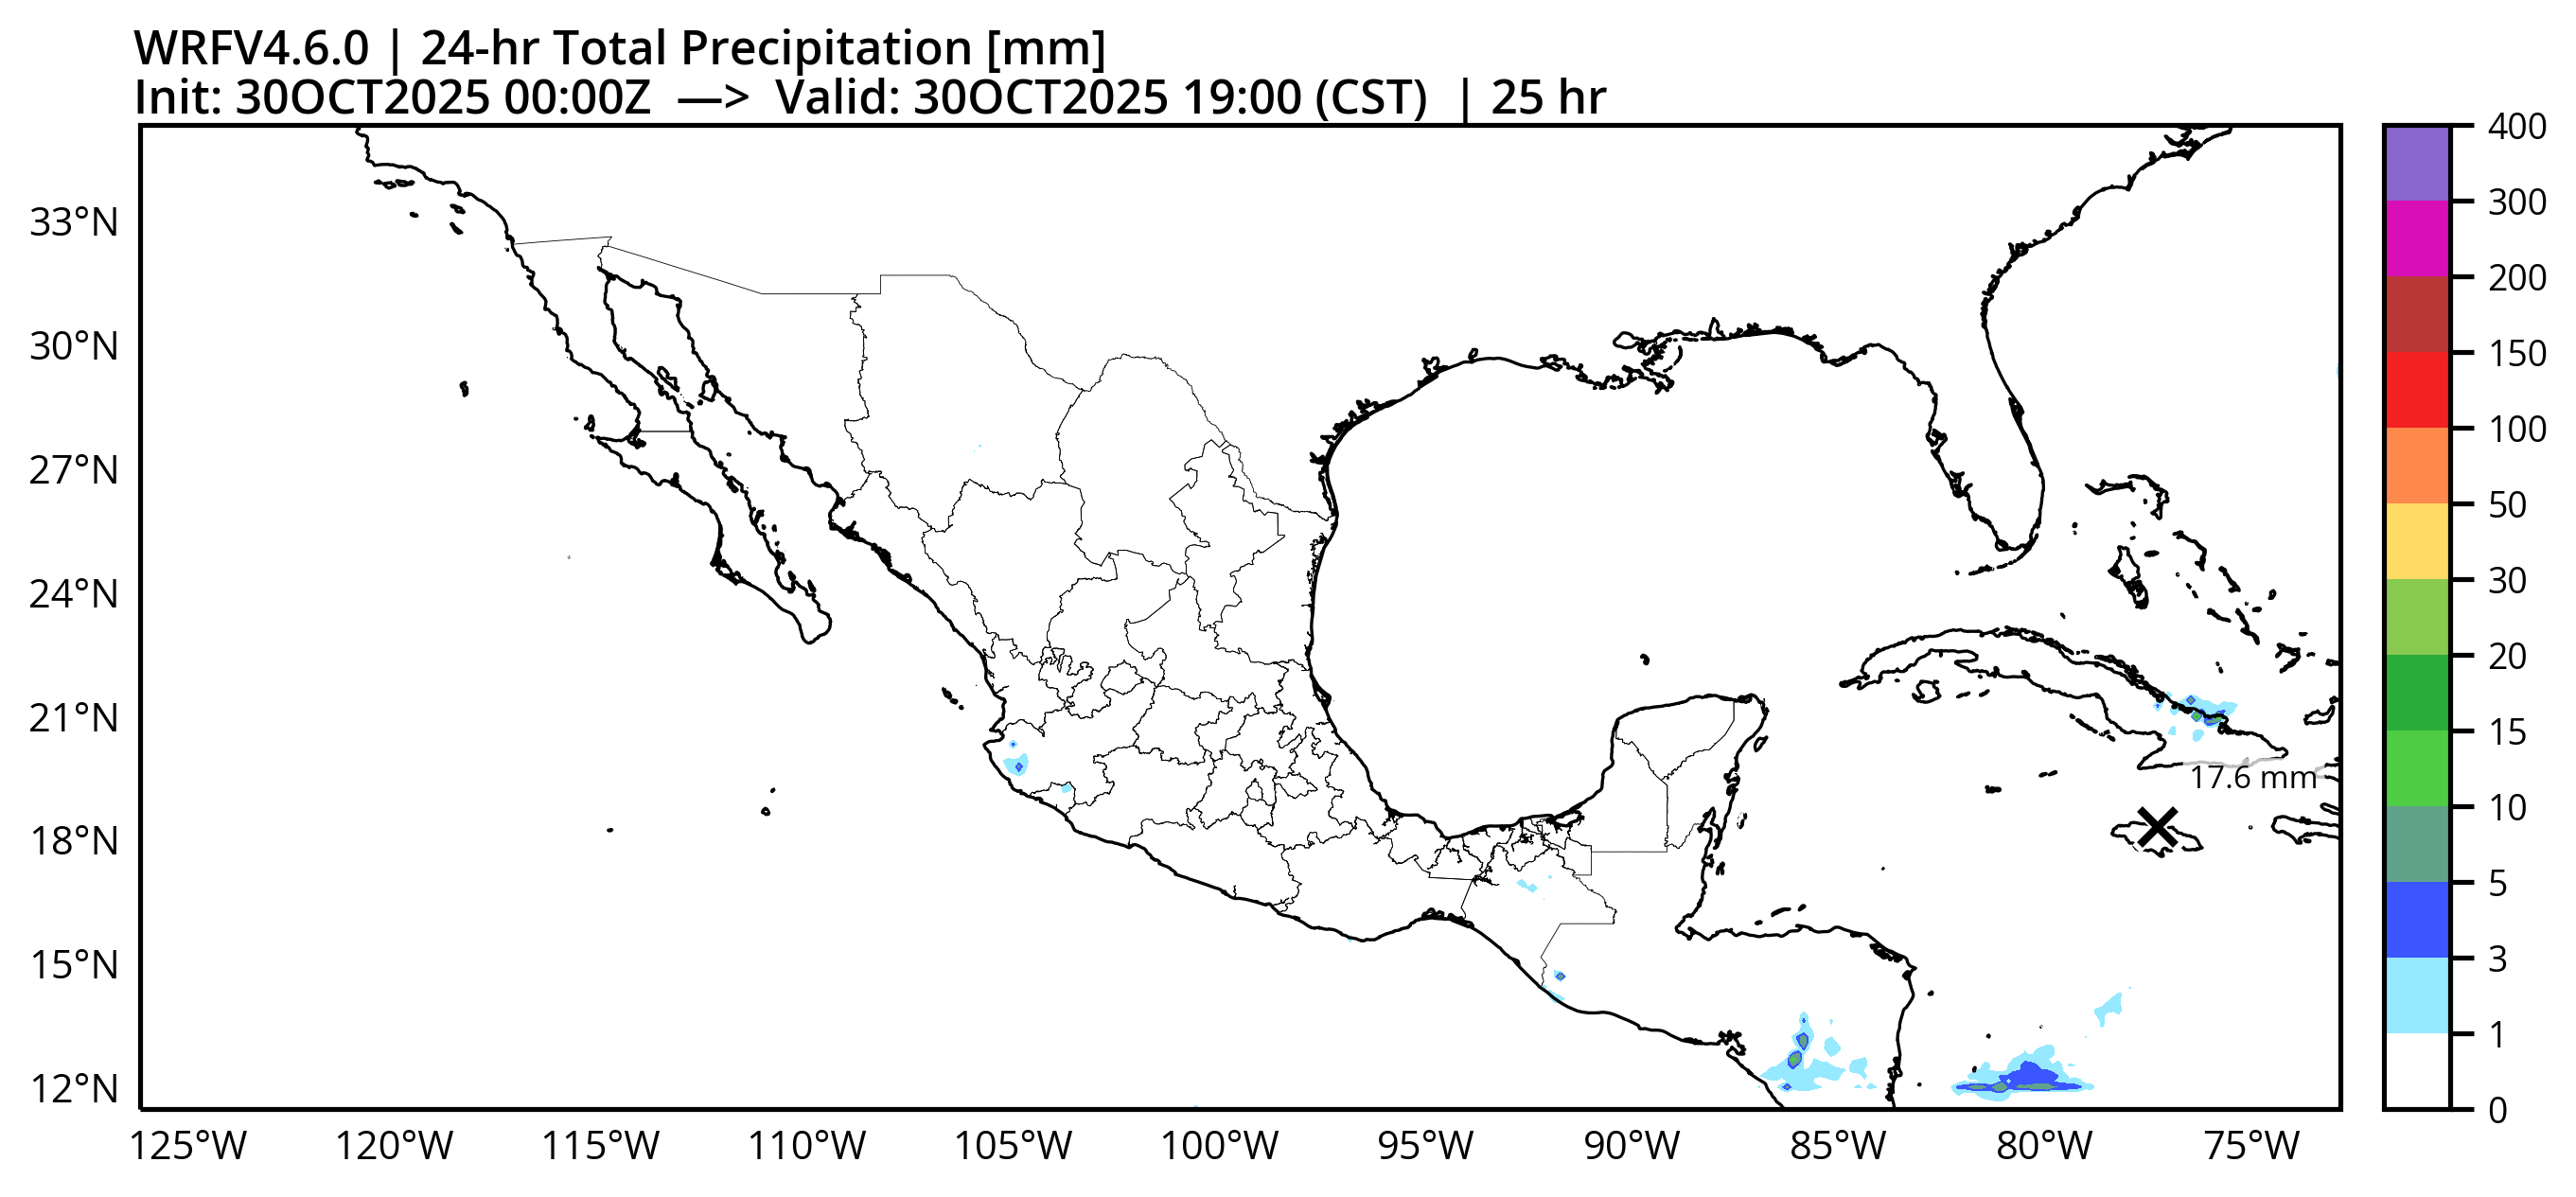 WRFV4.6.0 | 24-hr Total Precipitation [mm]
Init: 30OCT2025 00:00Z —> Valid: 30OCT2025 19:00 (CST) | 25 hr
33°N
30°N
27°N
24°N
21°N
18°N
15°N
12°N
17.6 mm
125°W 120°W 115°W 110°W 105°W 100°W 95°W 90°W 85°W 80°W 75°W
400
300
200
150
100
50
30
20
15
10
5
3
1
0